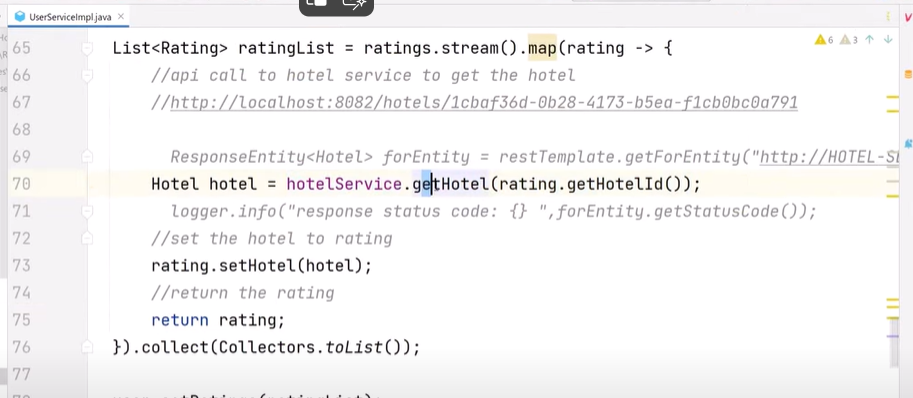 UserServiceImpl.java ×
65 List<Rating> ratingList = ratings.stream().map(rating -> { 6 3
66 //api call to hotel service to get the hotel
67 //http://localhost:8082/hotels/1cbaf36d-0b28-4173-b5ea-f1cb0bc0a791
68
69 ResponseEntity<Hotel> forEntity = restTemplate.getForEntity("http://HOTEL-SE
70 Hotel hotel = hotelService.getHotel(rating.getHotelId());
71 logger.info("response status code: {} ",forEntity.getStatusCode());
72 //set the hotel to rating
73 rating.setHotel(hotel);
74 //return the rating
75 return rating;
76 }).collect(Collectors.toList());
77